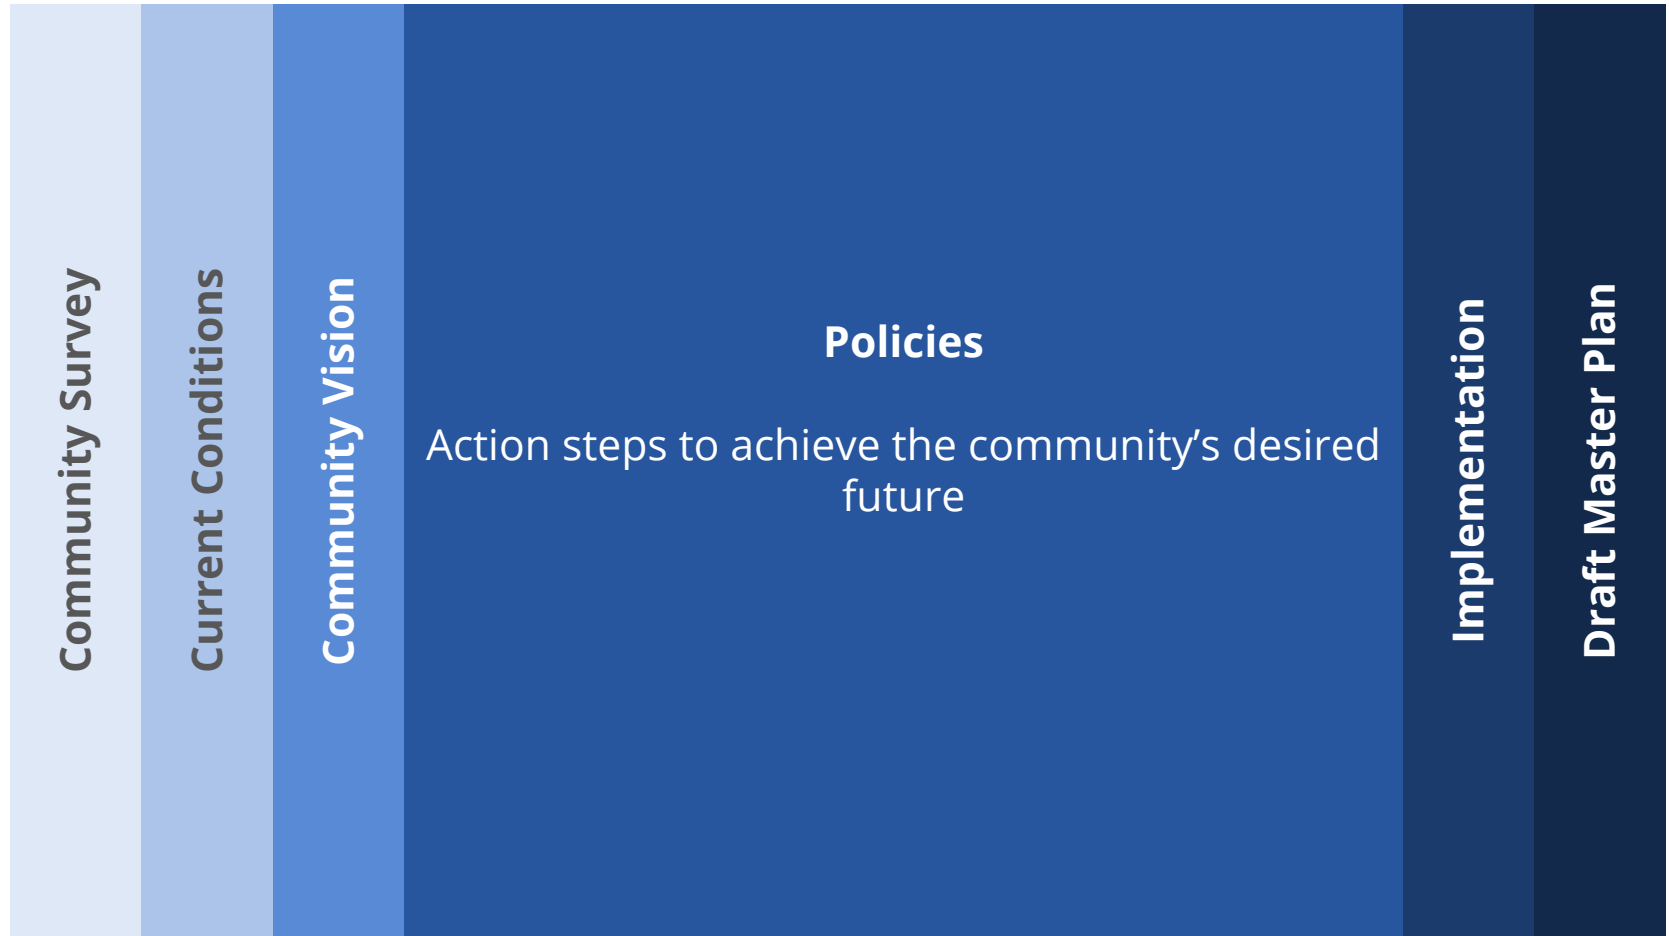 Community Survey
Current Conditions
Community Vision
Policies
Action steps to achieve the community’s desired
future
Implementation
Draft Master Plan